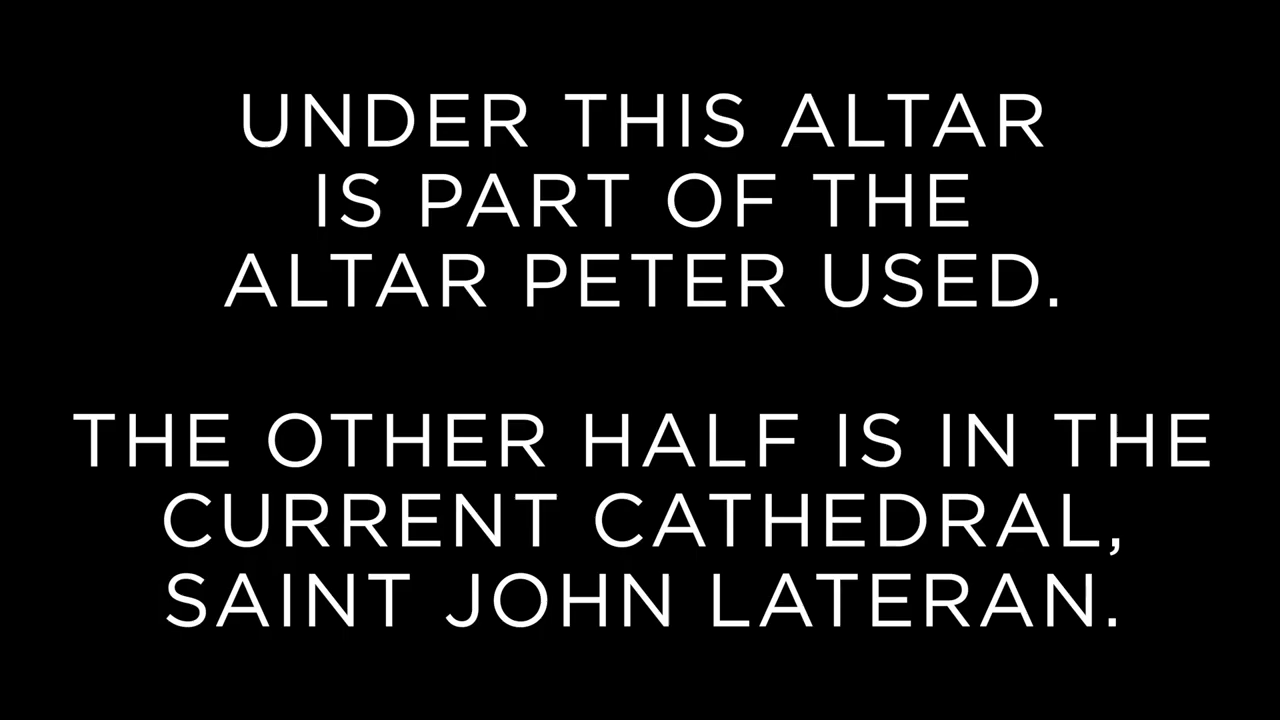 UNDER THIS ALTAR
IS PART OF THE
ALTAR PETER USED.
THE OTHER HALF IS IN THE
CURRENT CATHEDRAL,
SAINT JOHN LATERAN.